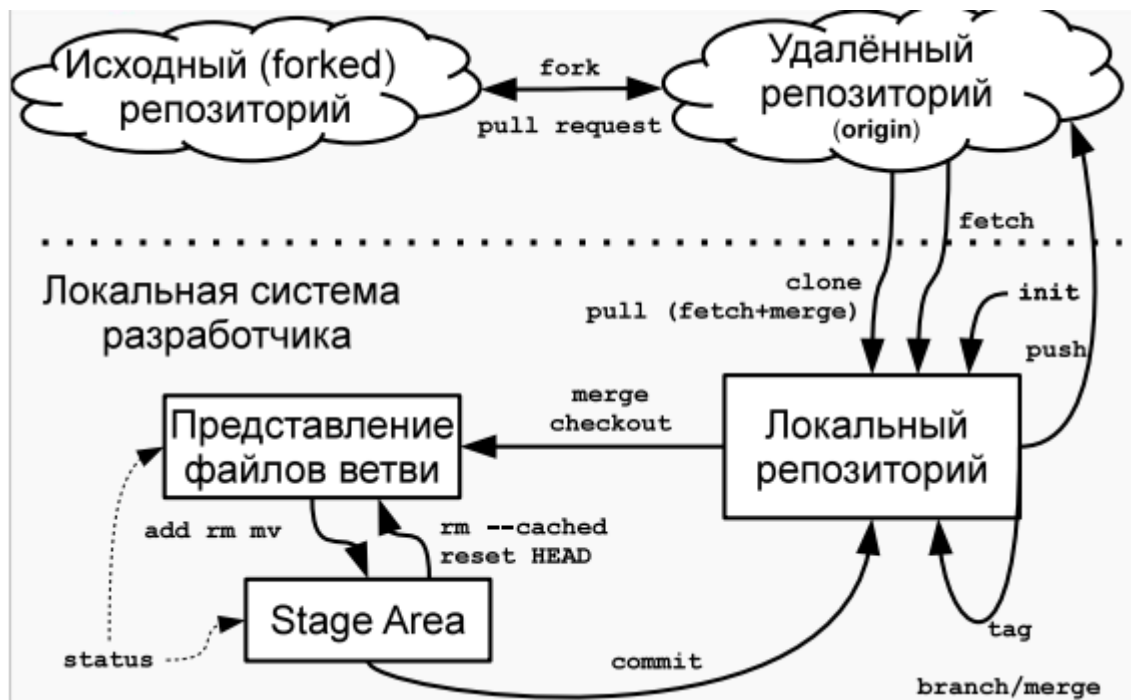 Исходный (forked)
репозиторий
fork
pull request
Удалённый
репозиторий
(origin)
fetch
clone
pull (fetch+merge)
init
push
Локальная система
разработчика
merge
checkout
Представление
файлов ветви
Локальный
репозиторий
add rm mv
rm --cached
reset HEAD
Stage Area
status
commit
tag
branch/merge